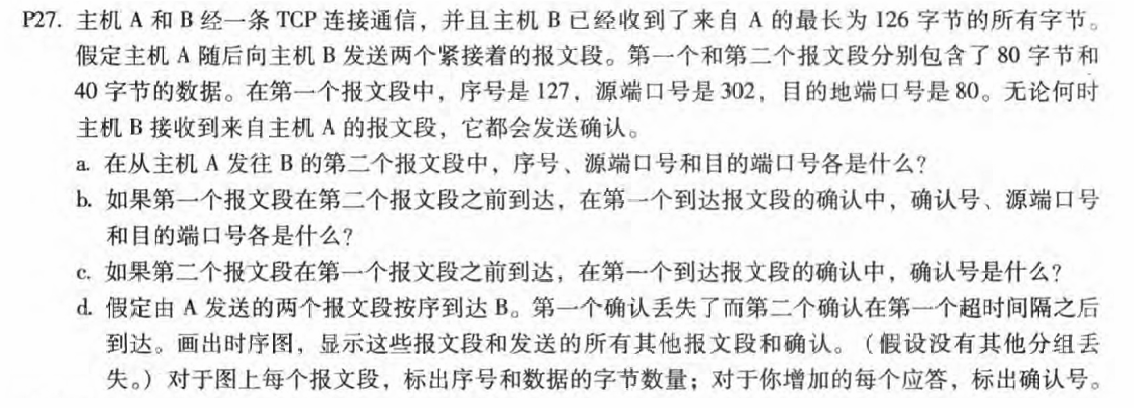 P27. 主机 A 和 B 经一条 TCP 连接通信，并且主机 B 已经收到了来自 A 的最长为 126 字节的所有字节。
假定主机 A 随后向主机 B 发送两个紧接着的报文段。第一个和第二个报文段分别包含了 80 字节和
40 字节的数据。在第一个报文段中，序号是 127，源端口号是 302，目的地端口号是 80。无论何时
主机 B 接收到来自主机 A 的报文段，它都会发送确认。
a. 在从主机 A 发往 B 的第二个报文段中，序号、源端口号和目的端口号各是什么？
b. 如果第一个报文段在第二个报文段之前到达，在第一个到达报文段的确认中，确认号、源端口号
和目的端口号各是什么？
c. 如果第二个报文段在第一个报文段之前到达，在第一个到达报文段的确认中，确认号是什么？
d. 假定由 A 发送的两个报文段按序到达 B。第一个确认丢失了而第二个确认在第一个超时间隔之后
到达。画出时序图，显示这些报文段和发送的所有其他报文段和确认。（假设没有其他分组丢
失。）对于图上每个报文段，标出序号和数据的字节数量；对于你增加的每个应答，标出确认号。